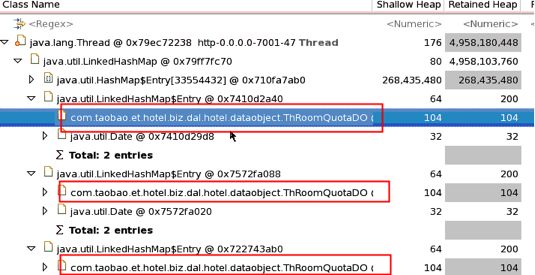 Class Name Shallow Heap Retained Heap
<Regex> <Numeric> <Numeric>
java.lang.Thread @ 0x79ec72238 http-0.0.0.0-7001-47 Thread 176 4,958,180,448
java.util.LinkedHashMap @ 0x79ff7fc70 80 4,958,103,760
java.util.HashMap$Entry[33554432] @ 0x710fa7ab0 268,435,480 268,435,480
java.util.LinkedHashMap$Entry @ 0x7410d2a40 64 200
com.taobao.et.hotel.biz.dal.hotel.dataobject.ThRoomQuotaDO ( 104 104
java.util.Date @ 0x7410d29d8 32 32
Σ Total: 2 entries
java.util.LinkedHashMap$Entry @ 0x7572fa088 64 200
com.taobao.et.hotel.biz.dal.hotel.dataobject.ThRoomQuotaDO ( 104 104
java.util.Date @ 0x7572fa020 32 32
Σ Total: 2 entries
java.util.LinkedHashMap$Entry @ 0x722743ab0 64 200
com.taobao.et.hotel.biz.dal.hotel.dataobject.ThRoomQuotaDO ( 104 104